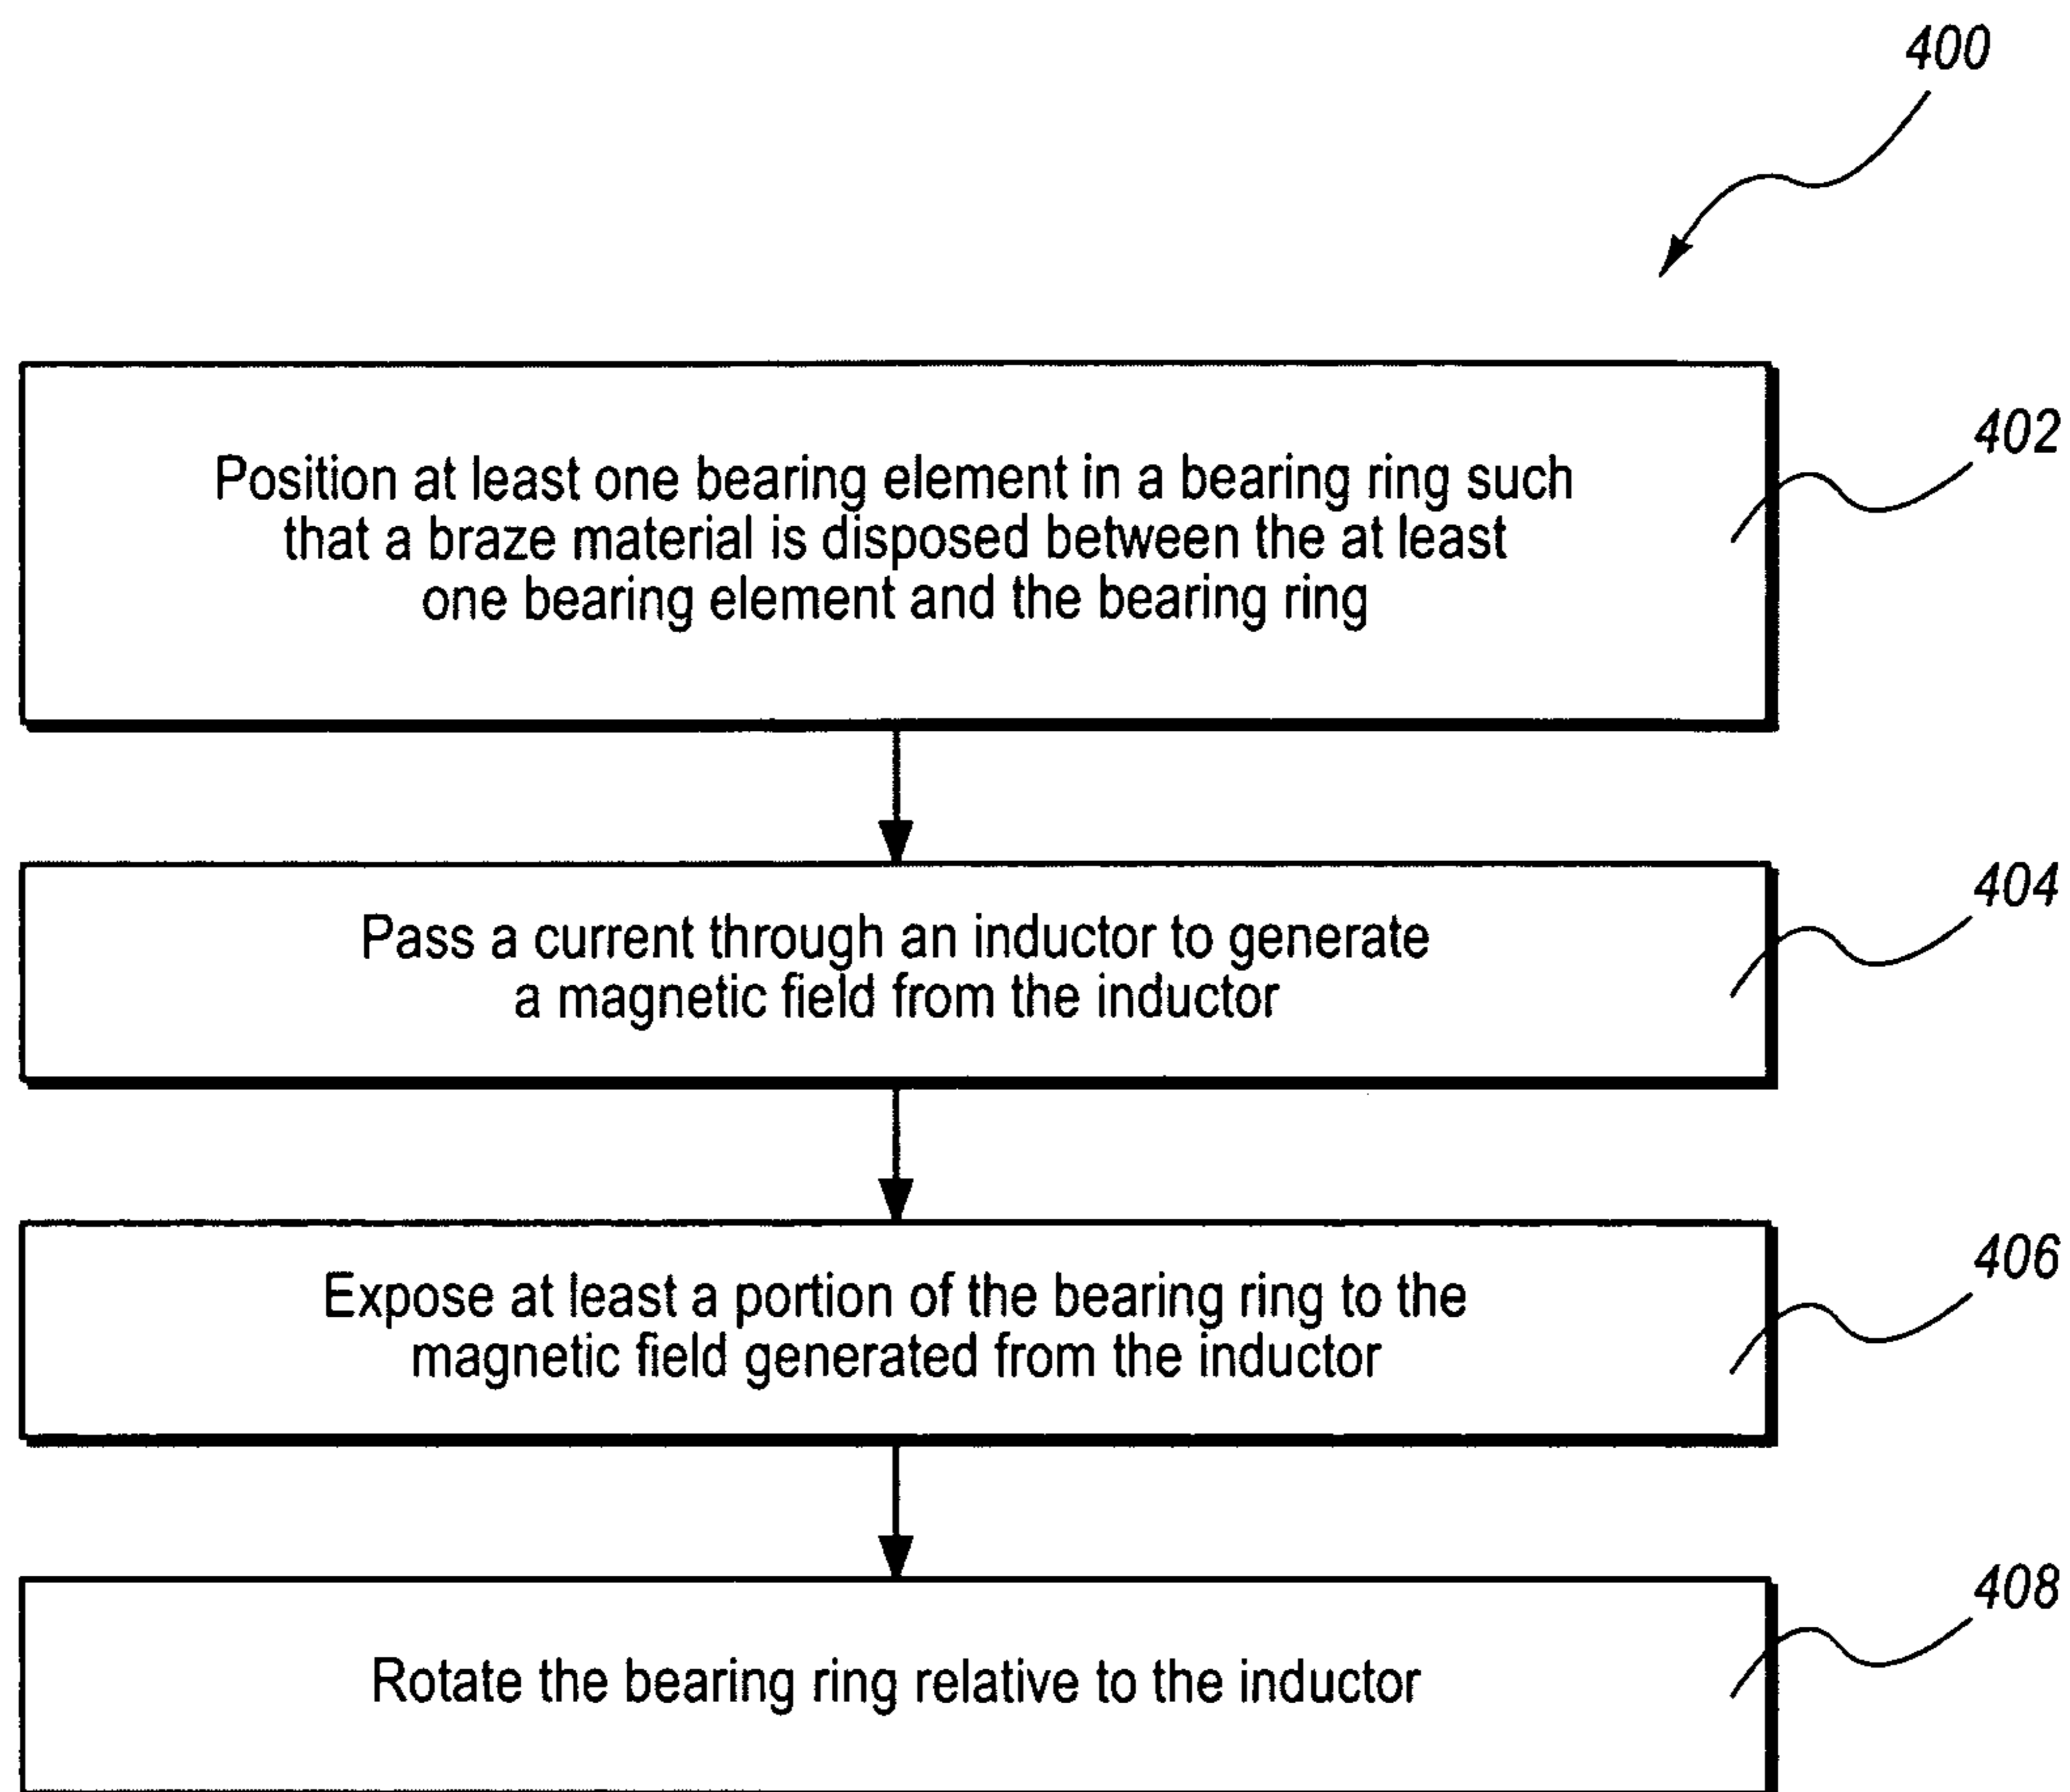 400
402
Position at least one bearing element in a bearing ring such
that a braze material is disposed between the at least
one bearing element and the bearing ring
404
Pass a current through an inductor to generate
a magnetic field from the inductor
406
Expose at least a portion of the bearing ring to the
magnetic field generated from the inductor
408
Rotate the bearing ring relative to the inductor